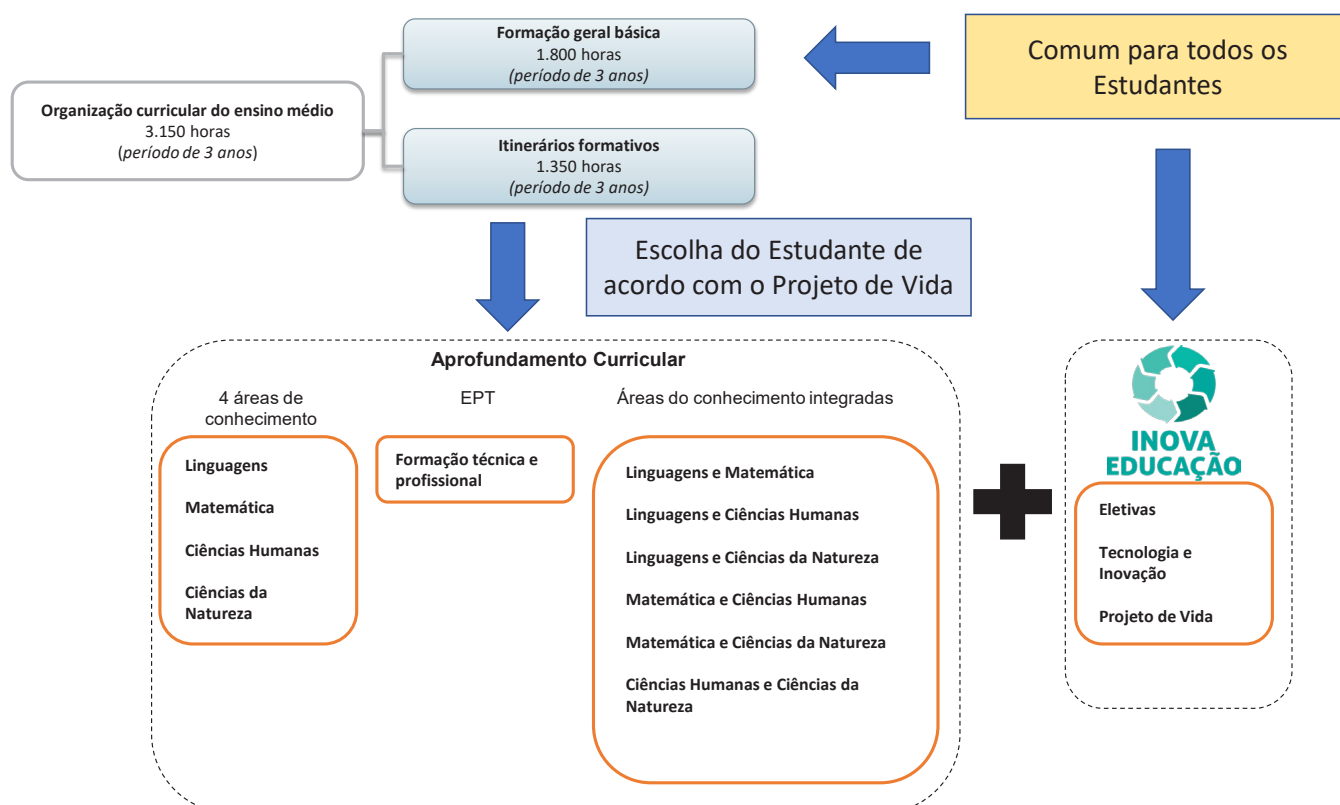 Formação geral básica
1.800 horas
(período de 3 anos)
Comum para todos os
Estudantes
Organização curricular do ensino médio
3.150 horas
(período de 3 anos)
Itinerários formativos
1.350 horas
(período de 3 anos)
Escolha do Estudante de
acordo com o Projeto de Vida
Aprofundamento Curricular
4 áreas de
conhecimento
Linguagens
Matemática
Ciências Humanas
Ciências da
Natureza
EPT
Formação técnica e
profissional
Áreas do conhecimento integradas
Linguagens e Matemática
Linguagens e Ciências Humanas
Linguagens e Ciências da Natureza
Matemática e Ciências Humanas
Matemática e Ciências da Natureza
Ciências Humanas e Ciências da
Natureza
INOVA
EDUCAÇÃO
Eletivas
Tecnologia e
Inovação
Projeto de Vida